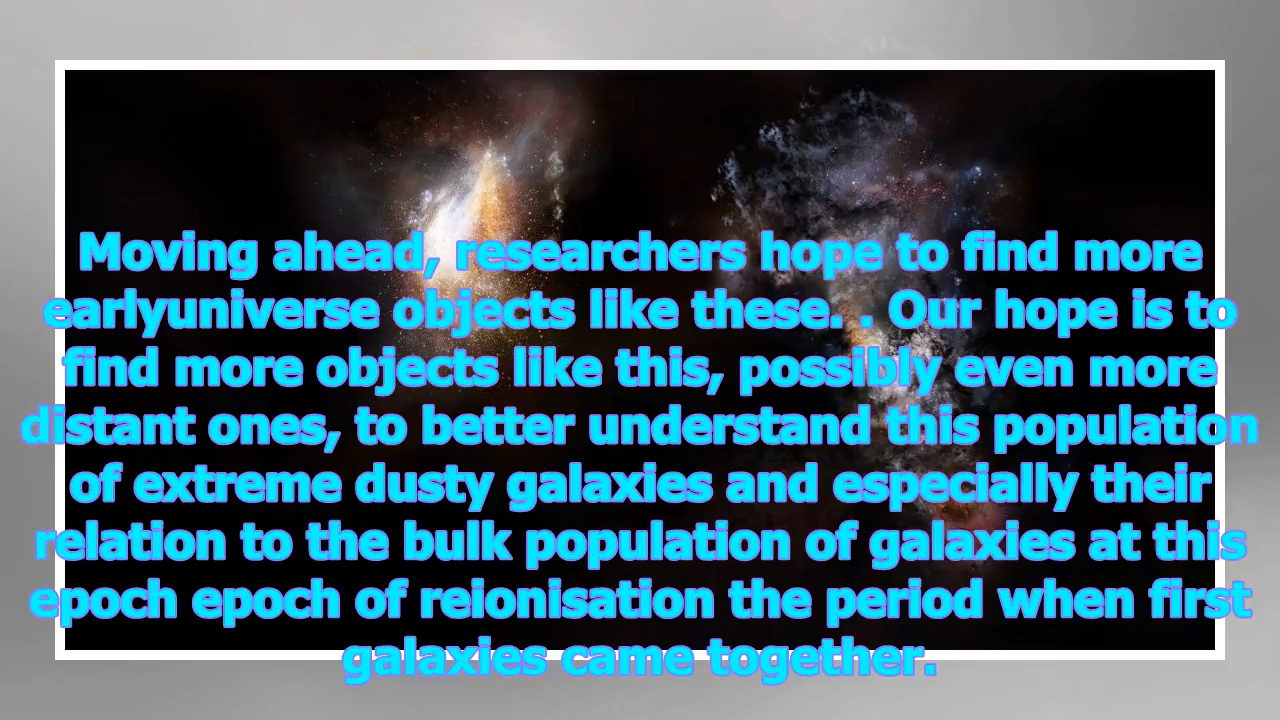 Moving ahead, researchers hope to find more
earlyuniverse objects like these. . Our hope is to
find more objects like this, possibly even more
distant ones, to better understand this population
of extreme dusty galaxies and especially their
relation to the bulk population of galaxies at this
epoch epoch of reionisation the period when first
galaxies came together.